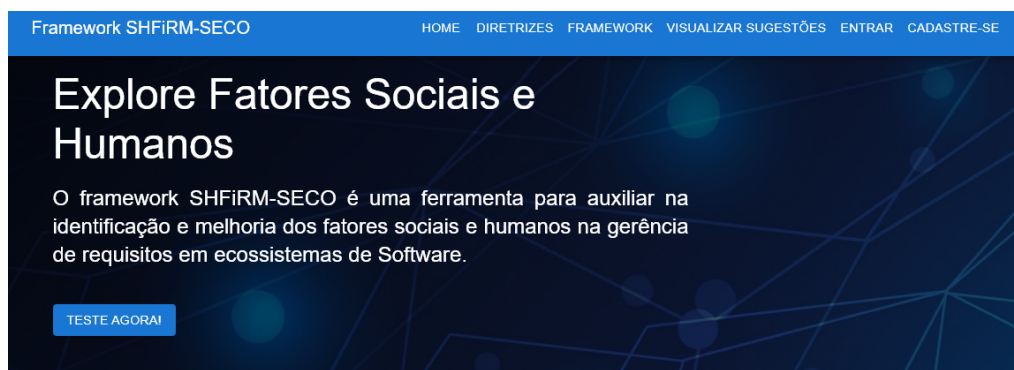 Framework SHFiRM-SECO HOME DIRETRIZES FRAMEWORK VISUALIZAR SUGESTÕES ENTRAR CADASTRE-SE
Explore Fatores Sociais e
Humanos
O framework SHFiRM-SECO é uma ferramenta para auxiliar na
identificação e melhoria dos fatores sociais e humanos na gerência
de requisitos em ecossistemas de Software.
TESTE AGORA!